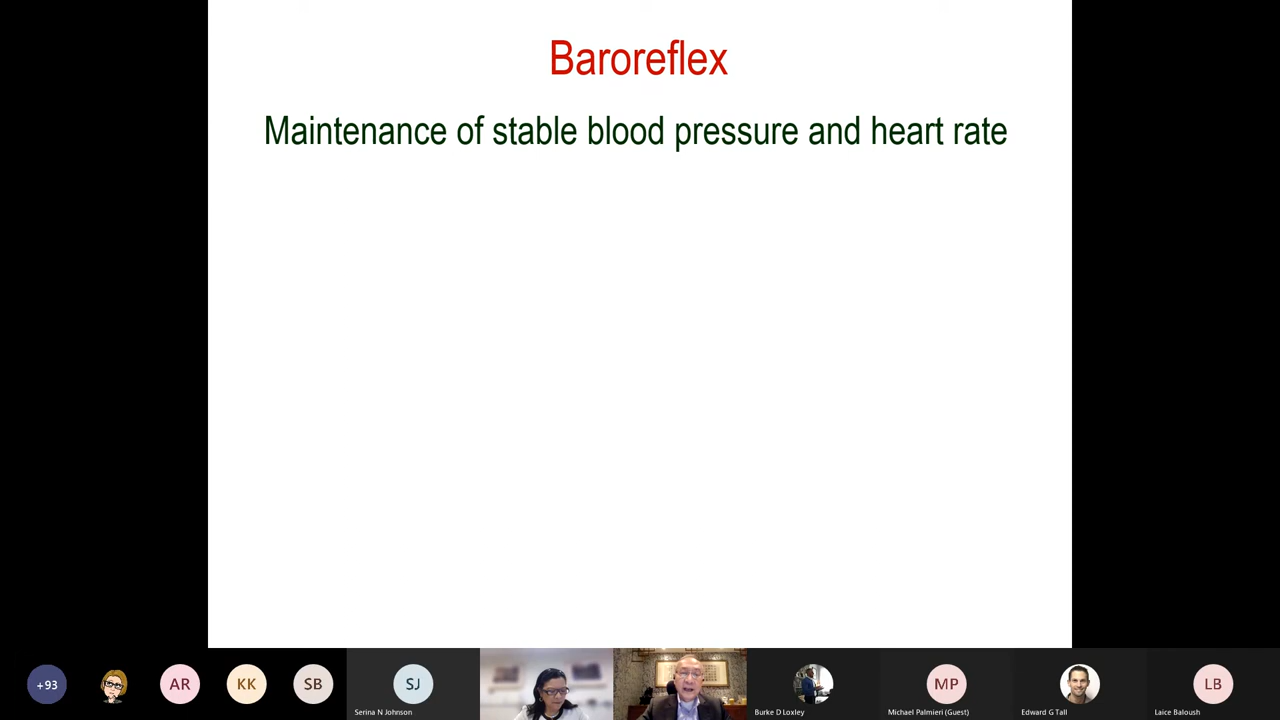 Baroreflex
Maintenance of stable blood pressure and heart rate
+93
AR
KK
SB
SJ
Serina N Johnson
Burke D Loxley
MP
Michael Palmieri (Guest)
Edward G Tall
LB
Laice Baloush